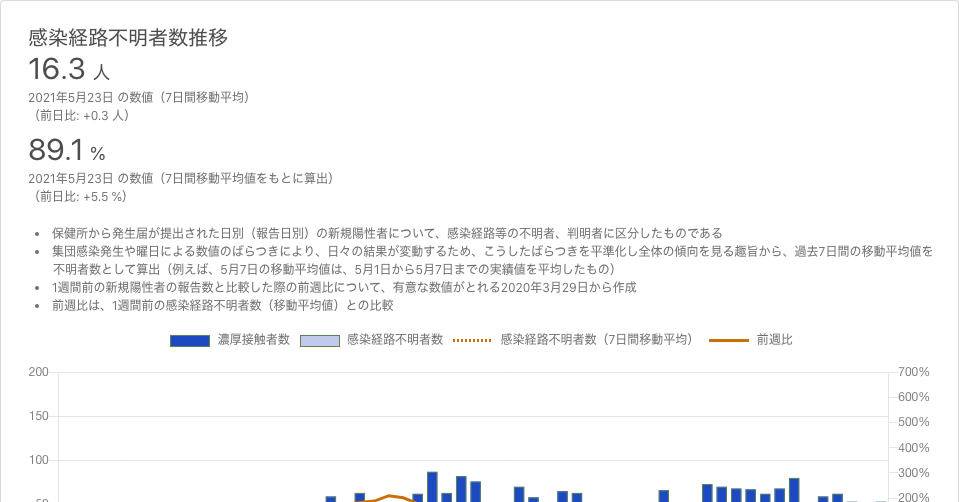 感染経路不明者数推移
16.3 人
2021年5月23日 の数値（7日間移動平均）
（前日比: +0.3 人）
89.1 %
2021年5月23日 の数値（7日間移動平均値をもとに算出）
（前日比: +5.5 %）
• 保健所から発生届が提出された日別（報告日別）の新規陽性者について、感染経路等の不明者、判明者に区分したものである
• 集団感染発生や曜日による数値のばらつきにより、日々の結果が変動するため、こうしたばらつきを平準化し全体の傾向を見る趣旨から、過去7日間の移動平均値を
不明者数として算出（例えば、5月7日の移動平均値は、5月1日から5月7日までの実績値を平均したもの）
• 1週間前の新規陽性者の報告数と比較した際の前週比について、有意な数値がとれる2020年3月29日から作成
• 前週比は、1週間前の感染経路不明者数（移動平均値）との比較
濃厚接触者数 感染経路不明者数 感染経路不明者数（7日間移動平均） 前週比
200 700%
600%
150 500%
400%
100 300%
50 200%